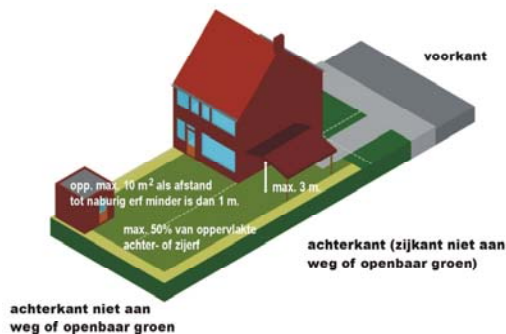 voorkant
opp. max. 10 m² als afstand
tot naburig erf minder is dan 1 m.
max. 3 m.
max. 50% van oppervlakte
achter- of zijerf
achterkant (zijkant niet aan
weg of openbaar groen)
achterkant niet aan
weg of openbaar groen